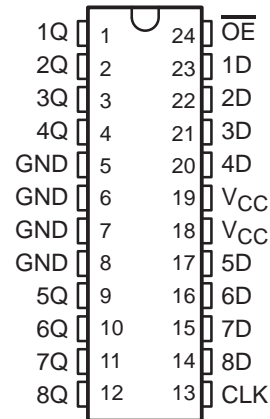 1Q 1 24 O̅E̅
2Q 2 23 1D
3Q 3 22 2D
4Q 4 21 3D
GND 5 20 4D
GND 6 19 VCC
GND 7 18 VCC
GND 8 17 5D
5Q 9 16 6D
6Q 10 15 7D
7Q 11 14 8D
8Q 12 13 CLK